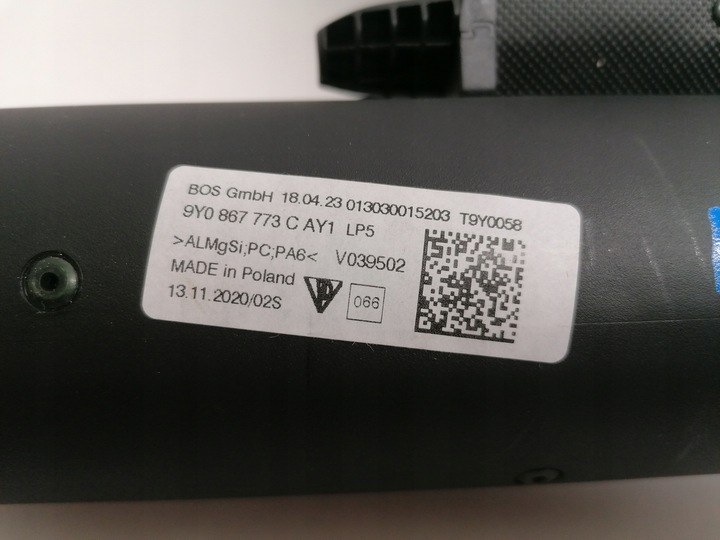 BOS GmbH 18.04.23 013030015203 T9Y0058
9Y0 867 773 C AY1 LP5
>ALMgSi;PC;PA6< V039502
MADE in Poland
13.11.2020/02S 066